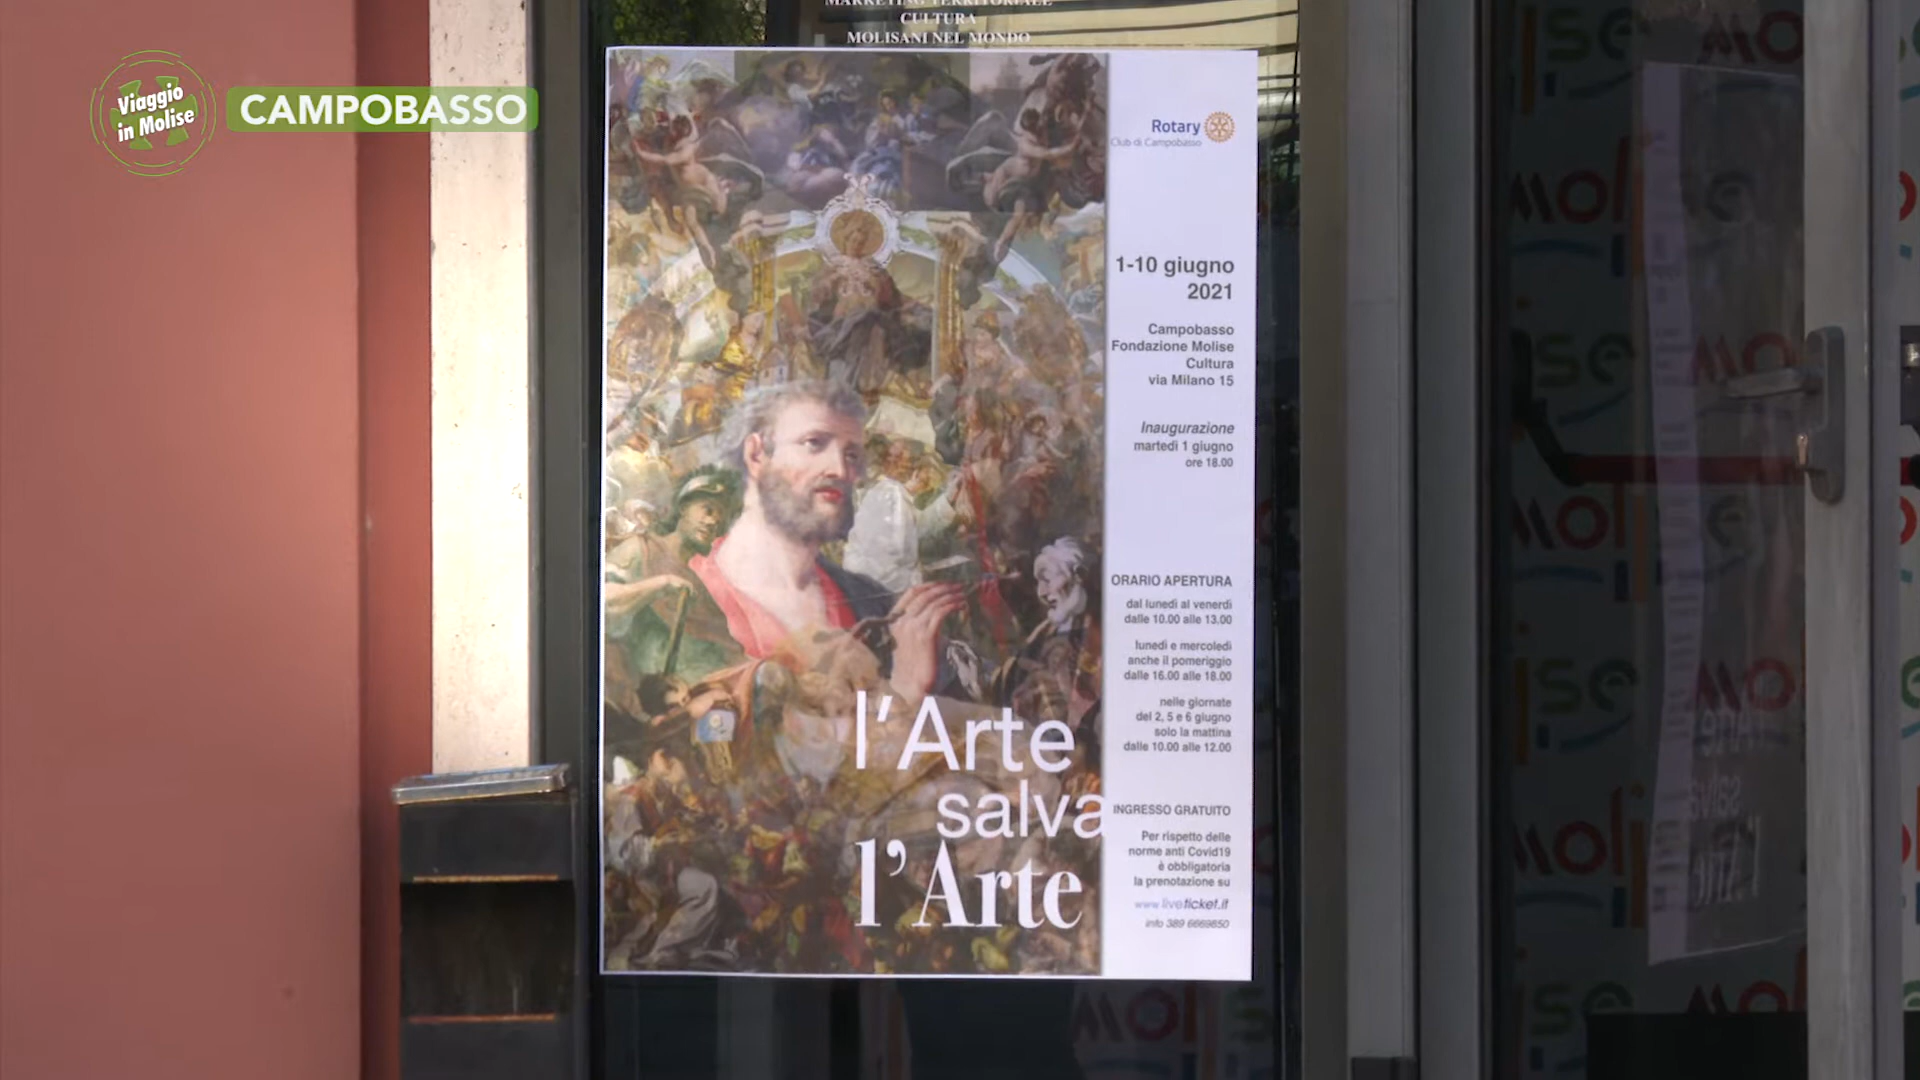 MARKETING TERRITORIALE
CULTURA
MOLISANI NEL MONDO
Viaggio
in Molise
CAMPOBASSO
Rotary
Club di Campobasso
1-10 giugno
2021
Campobasso
Fondazione Molise
Cultura
via Milano 15
Inaugurazione
martedì 1 giugno
ore 18.00
ORARIO APERTURA
dal lunedì al venerdì
dalle 10.00 alle 13.00
lunedì e mercoledì
anche il pomeriggio
dalle 16.00 alle 18.00
nelle giornate
del 2, 5 e 6 giugno
solo la mattina
dalle 10.00 alle 12.00
l'Arte
salva
l'Arte
INGRESSO GRATUITO
Per rispetto delle
norme anti Covid19
è obbligatoria
la prenotazione su
www.liveticket.it
info 389 6669650